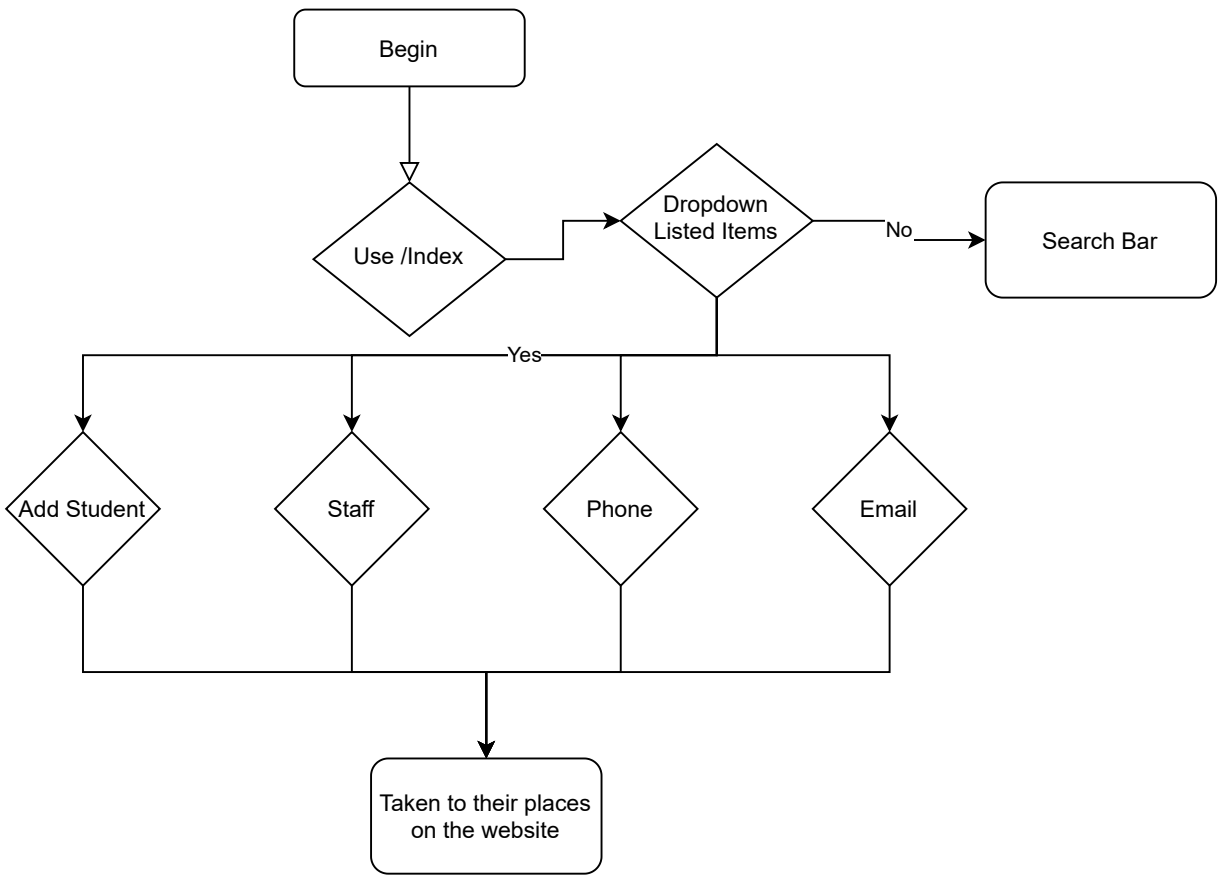 Begin
Use /Index
Dropdown
Listed Items
No
Search Bar
Yes
Add Student
Staff
Phone
Email
Taken to their places
on the website